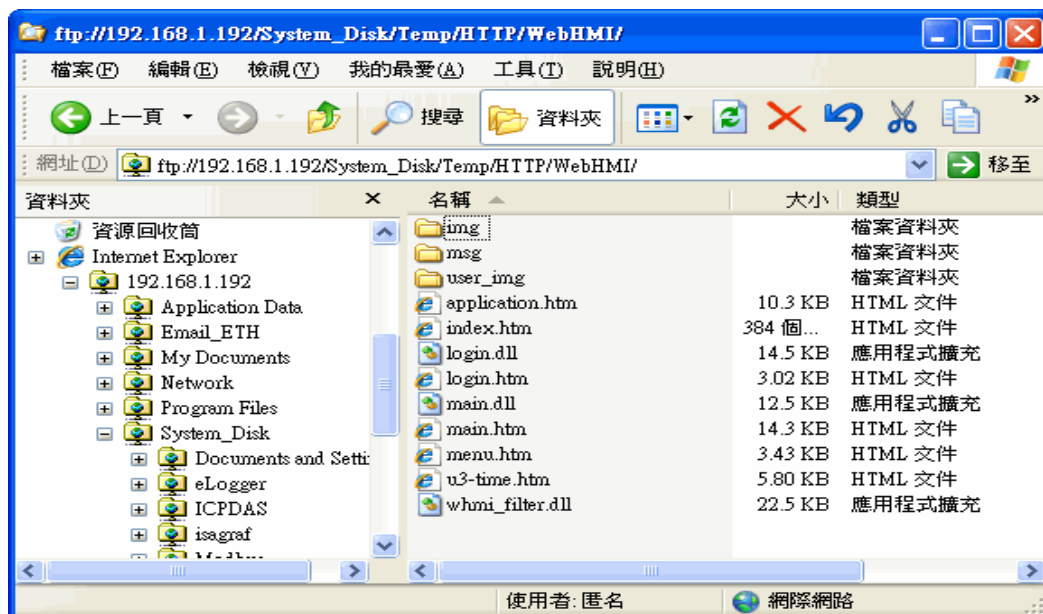 ftp://192.168.1.192/System_Disk/Temp/HTTP/WebHMI/
檔案(F) 編輯(E) 檢視(V) 我的最愛(A) 工具(T) 說明(H)
上一頁 搜尋 資料夾 »
網址(D) ftp://192.168.1.192/System_Disk/Temp/HTTP/WebHMI/ 移至
資料夾 × 名稱 大小 類型
資源回收筒 img 檔案資料夾
Internet Explorer msg 檔案資料夾
192.168.1.192 user_img 檔案資料夾
Application Data application.htm 10.3 KB HTML 文件
Email_ETH index.htm 384 個... HTML 文件
My Documents login.dll 14.5 KB 應用程式擴充
Network login.htm 3.02 KB HTML 文件
Program Files main.dll 12.5 KB 應用程式擴充
System_Disk main.htm 14.3 KB HTML 文件
Documents and Setti menu.htm 3.43 KB HTML 文件
eLogger u3-time.htm 5.80 KB HTML 文件
ICPDAS whmi_filter.dll 22.5 KB 應用程式擴充
isagraf
使用者: 匿名 網際網路